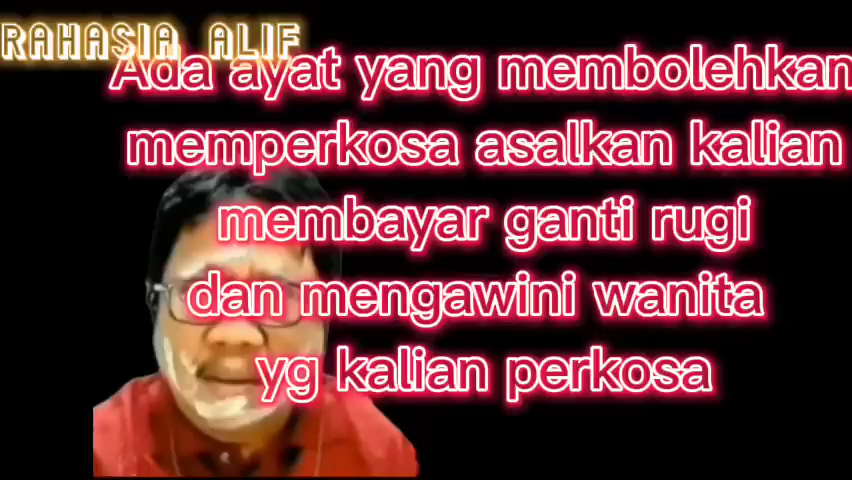 RAHASIA ALIF
Ada ayat yang membolehkan
memperkosa asalkan kalian
membayar ganti rugi
dan mengawini wanita
yg kalian perkosa